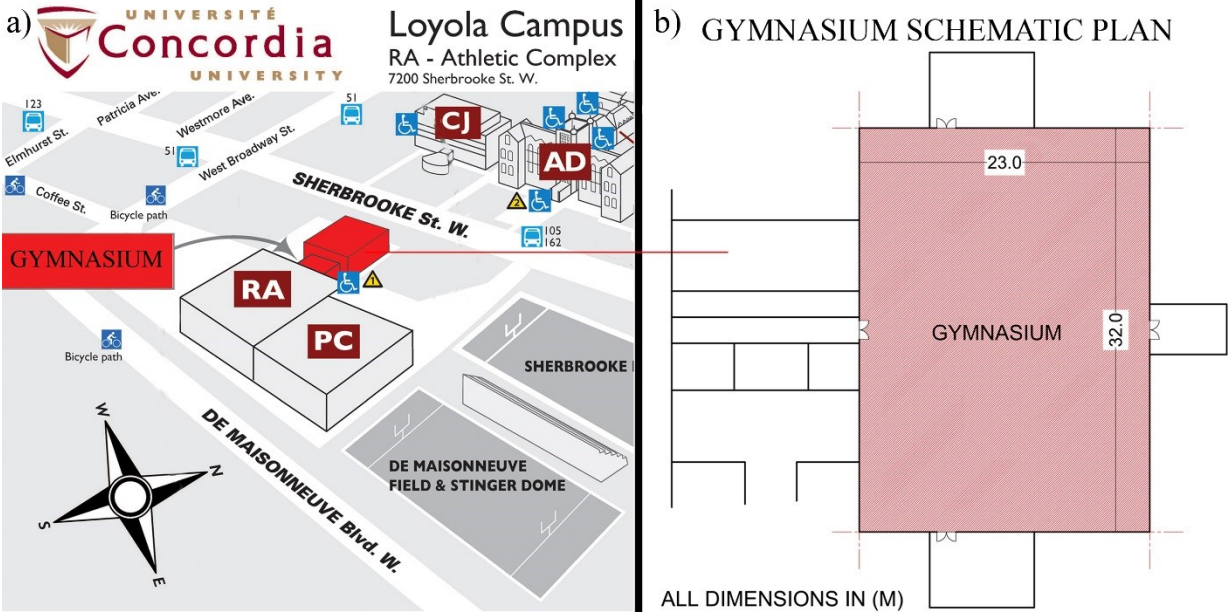 a)
UNIVERSITÉ
Concordia
UNIVERSITY
Loyola Campus
RA - Athletic Complex
7200 Sherbrooke St. W.
123
Patricia Ave.
51
Elmhurst St.
Westmore Ave.
51
West Broadway St.
CJ
AD
Coffee St.
Bicycle path
SHERBROOKE St. W.
2
105
162
GYMNASIUM
1
RA
PC
Bicycle path
SHERBROOKE
DE MAISONNEUVE
FIELD & STINGER DOME
DE MAISONNEUVE Blvd. W.
W
N
S
E
b)
GYMNASIUM SCHEMATIC PLAN
23.0
GYMNASIUM
32.0
ALL DIMENSIONS IN (M)